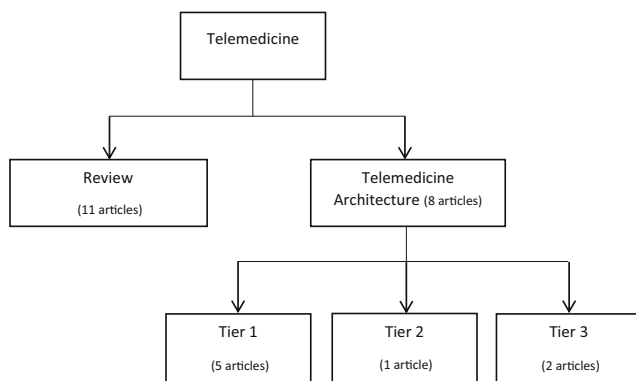 Telemedicine
Review
(11 articles)
Telemedicine
Architecture (8 articles)
Tier 1
(5 articles)
Tier 2
(1 article)
Tier 3
(2 articles)